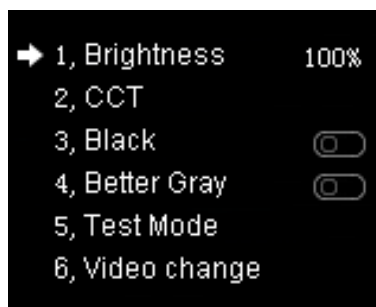 1, Brightness 100%
2, CCT
3, Black
4, Better Gray
5, Test Mode
6, Video change